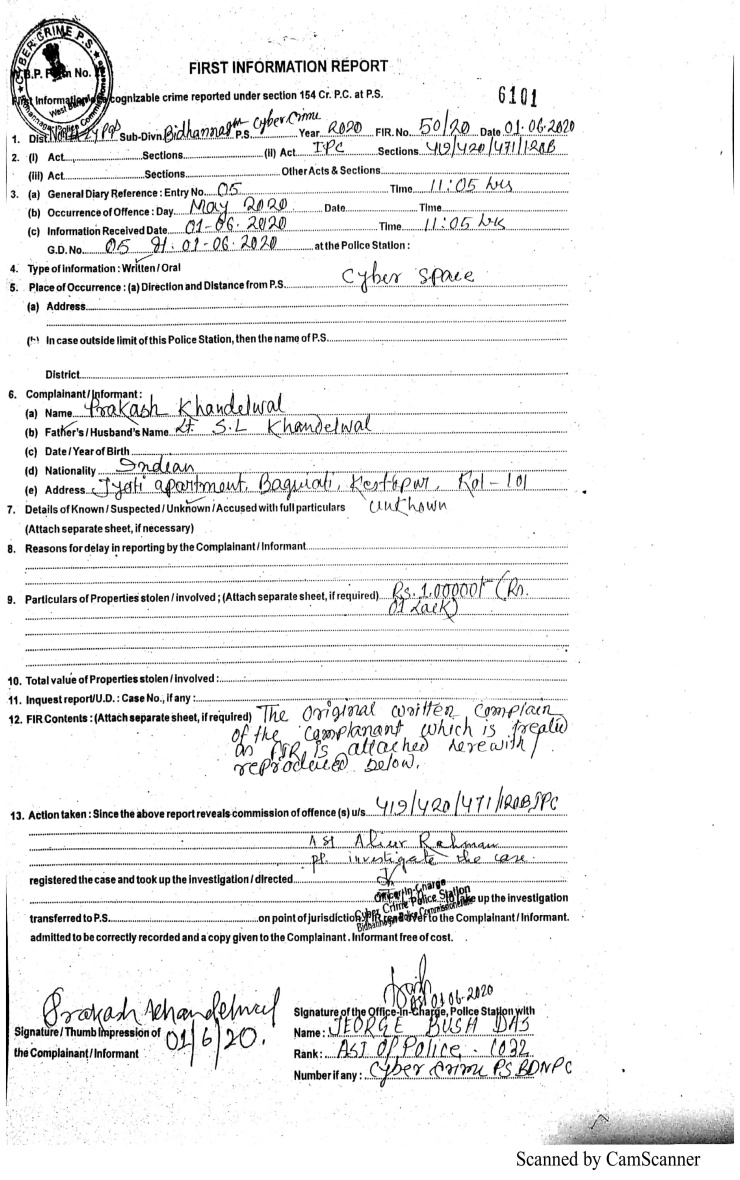 CYBER CRIME P.S.
West Bengal
W.B.P. Form No.
FIRST INFORMATION REPORT
First Information cognizable crime reported under section 154 Cr. P.C. at P.S.
6101
1. Dist. Sub-Divn. Bidhannagar P.S. Cyber Crime Year 2020 FIR. No. 50/20 Date 01.06.2020
2. (I) Act Sections (ii) Act IPC Sections 419/420/471/120B
(iii) Act Sections Other Acts & Sections
3. (a) General Diary Reference : Entry No. 05 Time 11:05 hrs
(b) Occurrence of Offence : Day May 2020 Date Time
(c) Information Received Date 01-06-2020 Time 11:05 hrs
G.D. No. 05 dt. 01-06-2020 at the Police Station :
4. Type of information : Written / Oral
5. Place of Occurrence : (a) Direction and Distance from P.S. Cyber Space
(a) Address
In case outside limit of this Police Station, then the name of P.S.
District
6. Complainant / Informant :
(a) Name Prakash Khandelwal
(b) Father's / Husband's Name Lt. S.L Khandelwal
(c) Date / Year of Birth
(d) Nationality Indian
(e) Address Jyoti apartment, Baguiati, Kestopur, Kol - 101
7. Details of Known / Suspected / Unknown / Accused with full particulars Unknown
(Attach separate sheet, if necessary)
8. Reasons for delay in reporting by the Complainant / Informant
9. Particulars of Properties stolen / involved ; (Attach separate sheet, if required) Rs. 1.00000/- (Rs.
01 Lack)
10. Total value of Properties stolen / involved :
11. Inquest report/U.D. : Case No., if any :
12. FIR Contents : (Attach separate sheet, if required) The Original written Complain
of the Complanant which is treated
as FIR is attached herewith/
reproduced below.
13. Action taken : Since the above report reveals commission of offence (s) u/s 419/420/471/120B IPC
ASI Aliur Rahman
pl. investigate the case.
registered the case and took up the investigation / directed
Officer-In-Charge
Cyber Crime Police Station
Bidhannagar Police Commissionerate
to take up the investigation
transferred to P.S. on point of jurisdiction. FIR read over to the Complainant / Informant.
admitted to be correctly recorded and a copy given to the Complainant. Informant free of cost.
01.06.2020
Prakash Khandelwal
01/6/20.
Signature / Thumb Impression of
the Complainant / Informant
Signature of the Office-In-Charge, Police Station with
Name : JEORGE BUSH DAS
Rank : ASI Of Police - 1032
Number if any : Cyber Crime PS BDNPC
Scanned by CamScanner